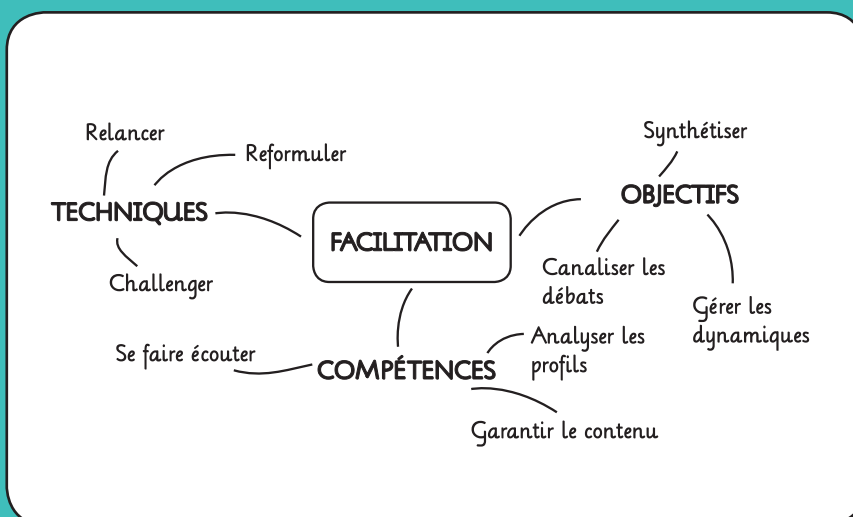 Relancer
Reformuler
TECHNIQUES
Challenger
FACILITATION
Synthétiser
OBJECTIFS
Canaliser les
débats
Gérer les
dynamiques
Se faire écouter
COMPÉTENCES
Analyser les
profils
Garantir le contenu